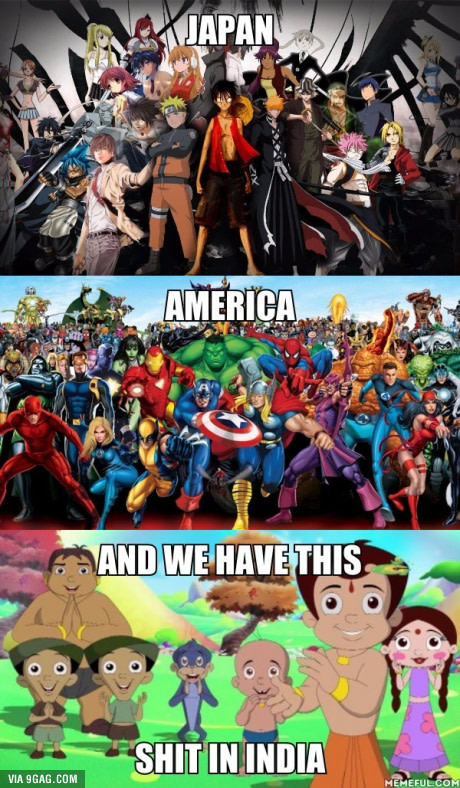 JAPAN
AMERICA
AND WE HAVE THIS
SHIT IN INDIA
VIA 9GAG.COM
MEMEFUL.COM